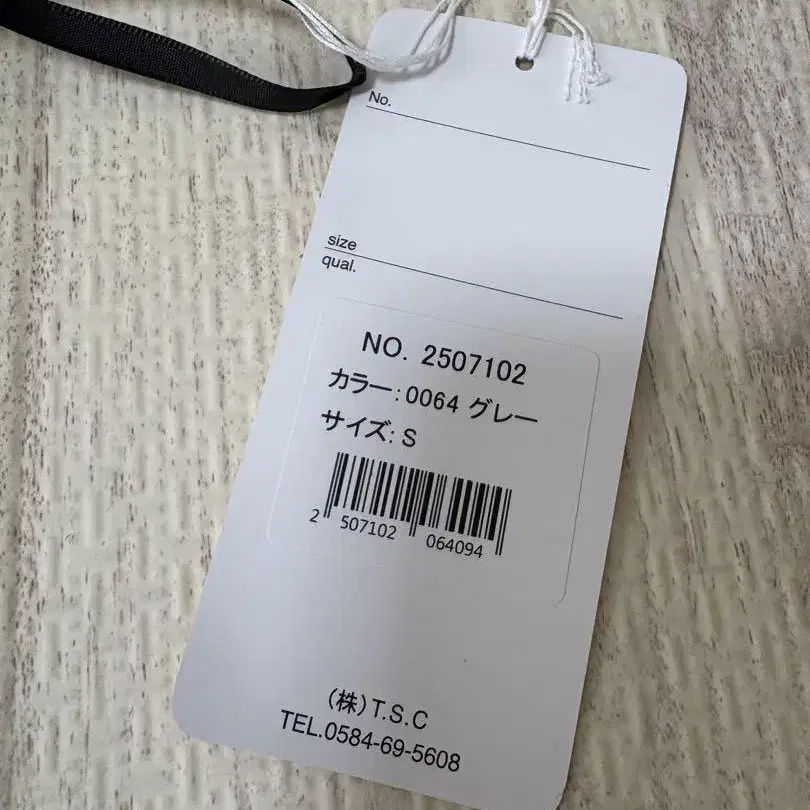 No.
size
qual.
NO. 2507102
カラー:0064 グレー
サイズ:S
2 507102 064094
(株)T.S.C
TEL.0584-69-5608